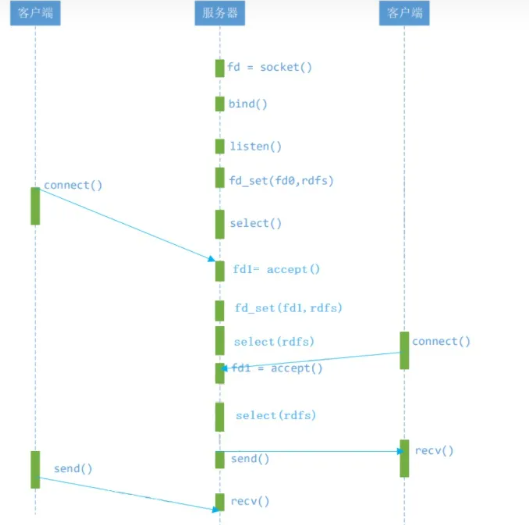 客户端
服务器
客户端
fd = socket()
bind()
listen()
fd_set(fd0,rdfs)
connect()
select()
fd1= accept()
fd_set(fd1,rdfs)
select(rdfs)
connect()
fd1 = accept()
select(rdfs)
recv()
send()
send()
recv()